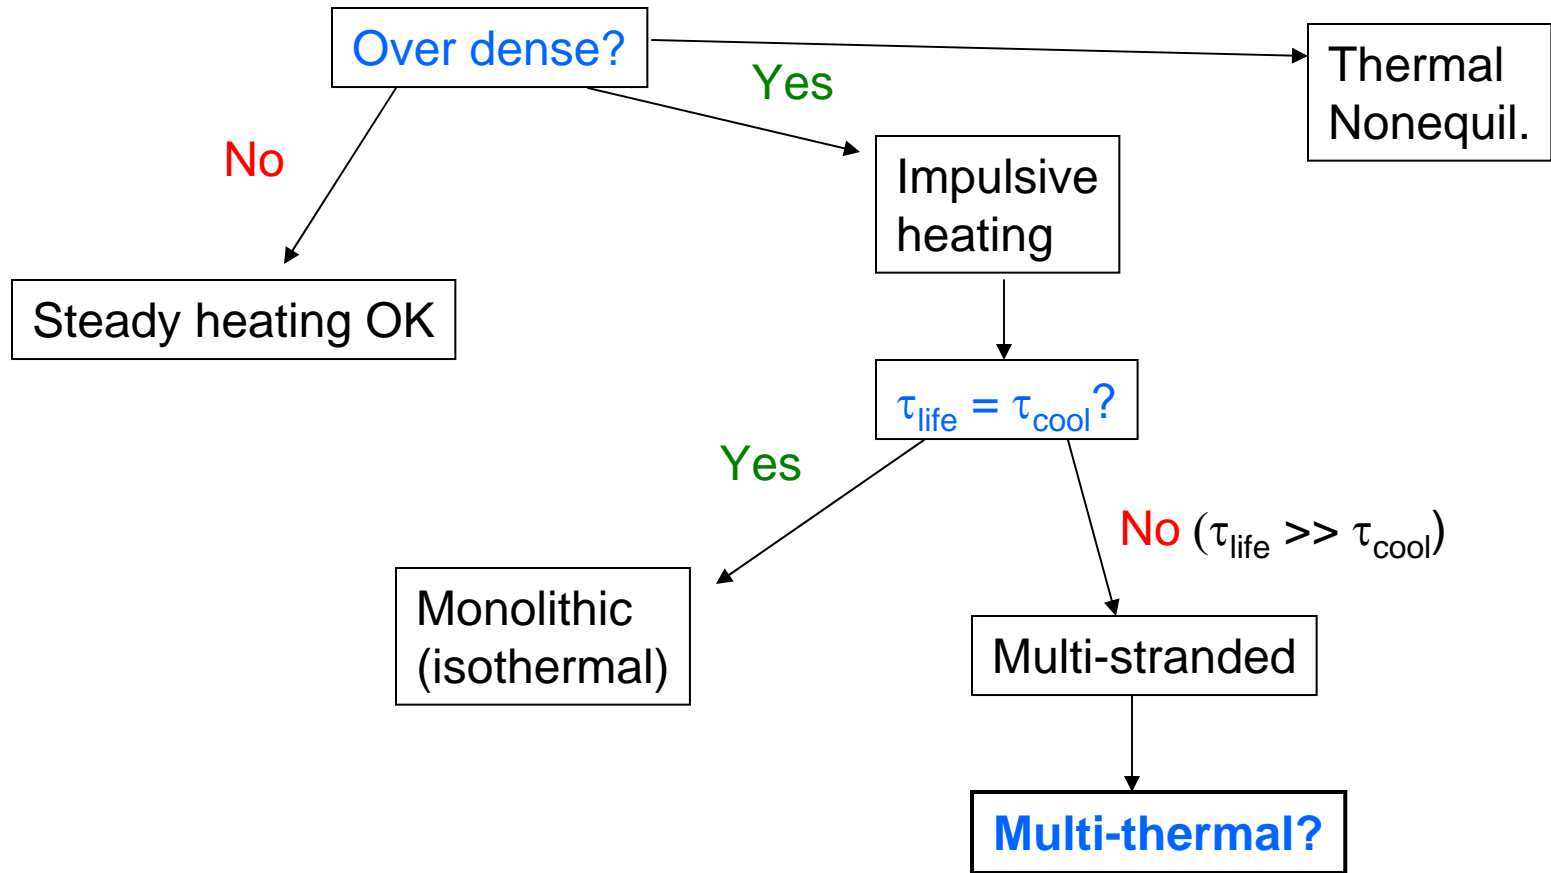 Over dense?
Thermal
Nonequil.
Yes
No
Impulsive
heating
Steady heating OK
τlife = τcool?
Yes
No (τlife >> τcool)
Monolithic
(isothermal)
Multi-stranded
Multi-thermal?